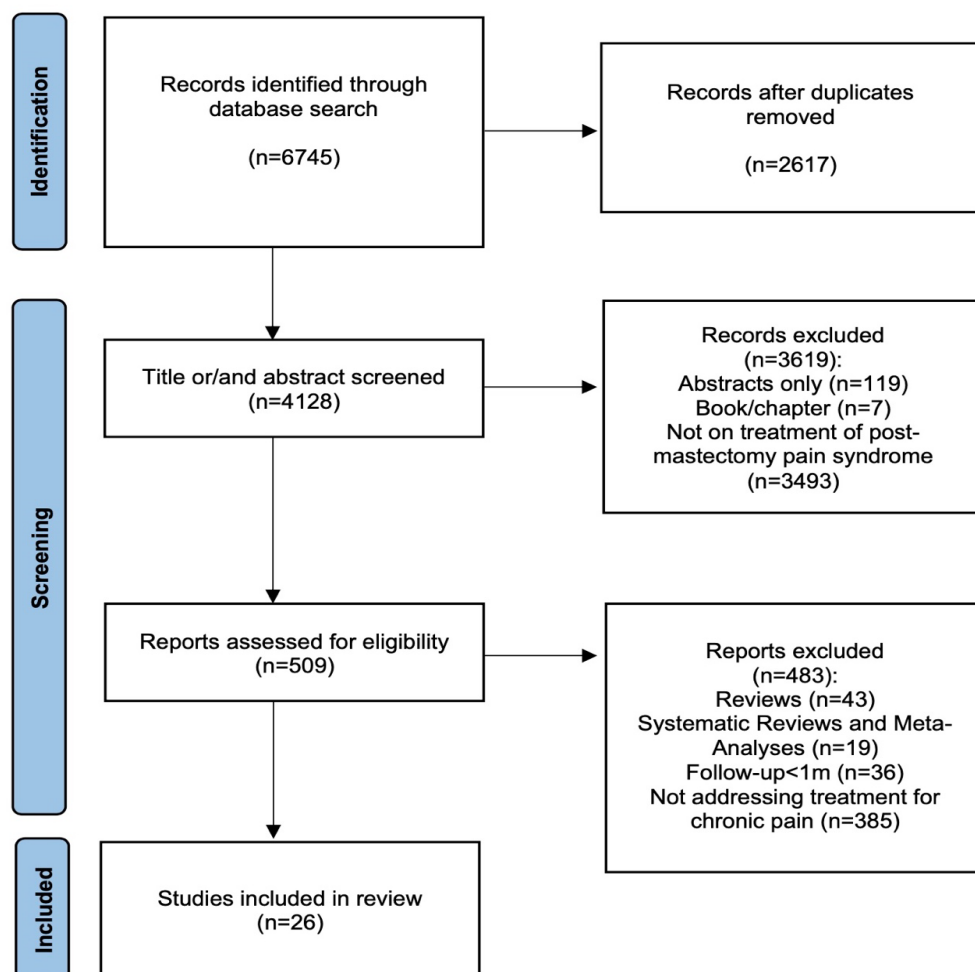 Identification
Records identified through
database search
(n=6745)
Records after duplicates
removed
(n=2617)
Screening
Title or/and abstract screened
(n=4128)
Records excluded
(n=3619):
Abstracts only (n=119)
Book/chapter (n=7)
Not on treatment of post-
mastectomy pain syndrome
(n=3493)
Reports assessed for eligibility
(n=509)
Reports excluded
(n=483):
Reviews (n=43)
Systematic Reviews and Meta-
Analyses (n=19)
Follow-up<1m (n=36)
Not addressing treatment for
chronic pain (n=385)
Included
Studies included in review
(n=26)